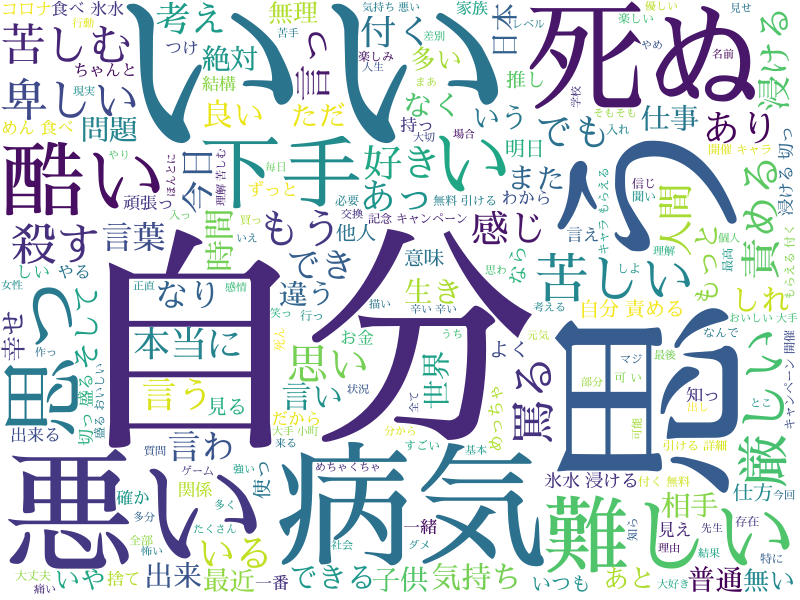 コロナ
食べ 氷水
考え
無理
付く
気持ち 悪い
家族
レベル
優しい
見せ
行動
苦手
差別
楽しい
やめ
名前
苦しむ
つけ
絶対
言っ
多い
日本
死ぬ
浸ける
いい
ちゃんと
結構
楽しみ
人生
まあ
推し
学校
卑しい
現実
良い
ただ
なく
そもそも
めん 食べ
問題
持っ
大切
場合
いう
でも
入れ
仕事
あり
やり
ほんとに
理解 苦しむ
下手
好き
い
明日
開催 キャラ
酷い
今日
毎日
ずっと
あっ
必要
無料 引ける
また
信じ
聞い
人間
責める
浸ける 切っ
頑張っ
入っ
買っ
交換
記念 キャンペーン
わから
キャラ もらえる
殺す
言葉
時間
もう
いえ
他人
感じ
言え
理解
個人
もらえる 付く
しい
やる
でき
意味
なら
思わ
しよ
もっと
最高
女性
自分
正直
感情
描い
違う
生き
苦しい
考える
自分 責める
しれ
おいしい 大手
なり
笑っ
行っ
辛い 辛い
うち
思っ
そして
幸せ
本当に
死ん
お金
思い
世界
よく
元気
なんで
作っ
切っ 盛る
盛る おいしい
言う
見る
言い
状況
全て
めっちゃ
罵る
マジ
最後
部分
可い
知っ
出し
とこ
厳しい
キャンペーン 開催
出来る
だから
大手 小町
来る
分から
すごい
基本
可能
引ける 詳細
質問
言わ
悪い
病気
ゲーム
強い
めちゃくちゃ
使っ
氷水 浸ける
付く 無料
仕方
今回
確か
関係
多く
一緒
難しい
相手
見え
先生
存在
多分
たくさん
社会
ダメ
知ら
理由
結果
特に
全部
怖い
いる
大丈夫
痛い
いや
捨て
出来
最近
一番
できる
子供
気持ち
いつも
あと
大好き
普通
無い